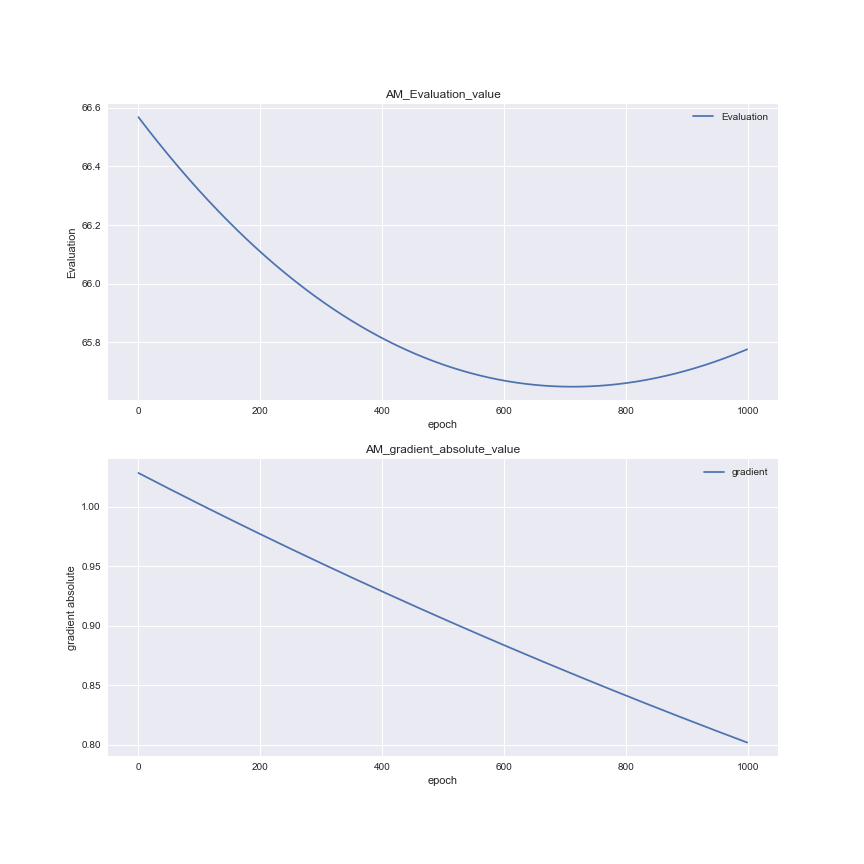 AM_Evaluation_value
Evaluation
66.6
66.4
66.2
66.0
65.8
Evaluation
0 200 400 600 800 1000
epoch
AM_gradient_absolute_value
gradient
1.00
0.95
0.90
0.85
0.80
gradient absolute
0 200 400 600 800 1000
epoch